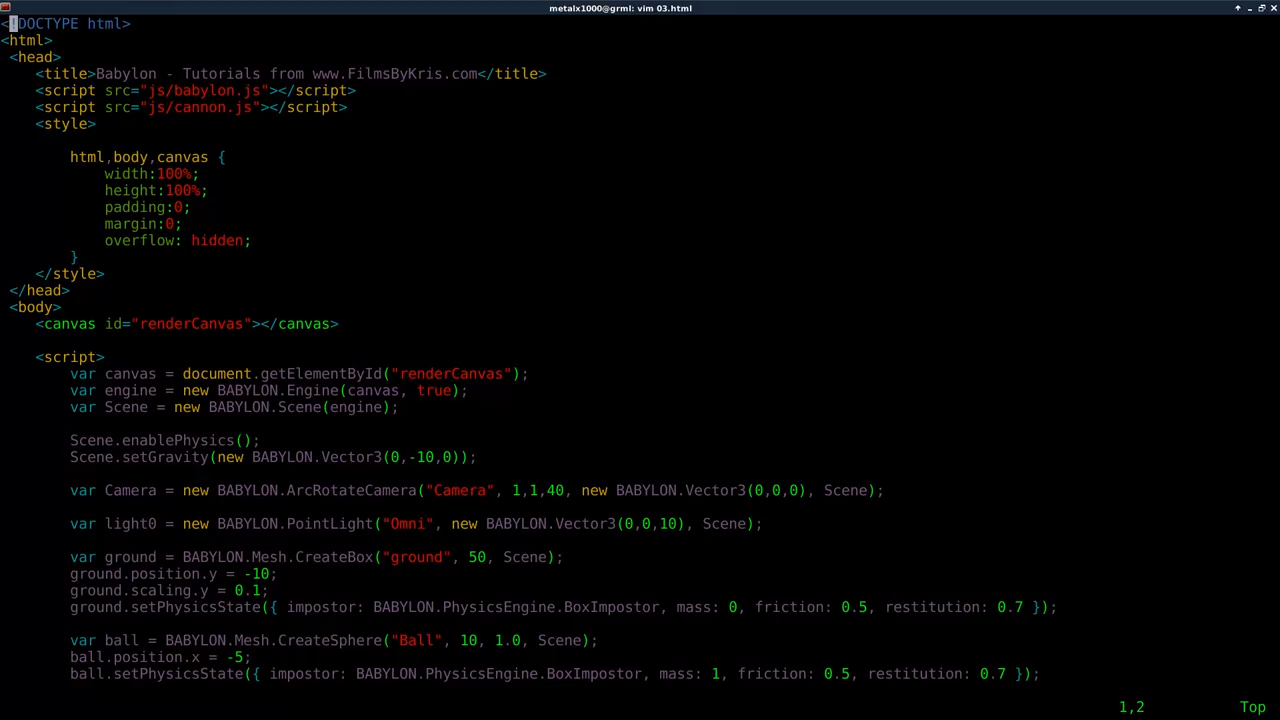 metalx1000@grml: vim 03.html
<!DOCTYPE html>
<html>
<head>
<title>Babylon - Tutorials from www.FilmsByKris.com</title>
<script src="js/babylon.js"></script>
<script src="js/cannon.js"></script>
<style>
html,body,canvas {
width:100%;
height:100%;
padding:0;
margin:0;
overflow: hidden;
}
</style>
</head>
<body>
<canvas id="renderCanvas"></canvas>
<script>
var canvas = document.getElementById("renderCanvas");
var engine = new BABYLON.Engine(canvas, true);
var Scene = new BABYLON.Scene(engine);
Scene.enablePhysics();
Scene.setGravity(new BABYLON.Vector3(0,-10,0));
var Camera = new BABYLON.ArcRotateCamera("Camera", 1,1,40, new BABYLON.Vector3(0,0,0), Scene);
var light0 = new BABYLON.PointLight("Omni", new BABYLON.Vector3(0,0,10), Scene);
var ground = BABYLON.Mesh.CreateBox("ground", 50, Scene);
ground.position.y = -10;
ground.scaling.y = 0.1;
ground.setPhysicsState({ impostor: BABYLON.PhysicsEngine.BoxImpostor, mass: 0, friction: 0.5, restitution: 0.7 });
var ball = BABYLON.Mesh.CreateSphere("Ball", 10, 1.0, Scene);
ball.position.x = -5;
ball.setPhysicsState({ impostor: BABYLON.PhysicsEngine.BoxImpostor, mass: 1, friction: 0.5, restitution: 0.7 });
1,2 Top